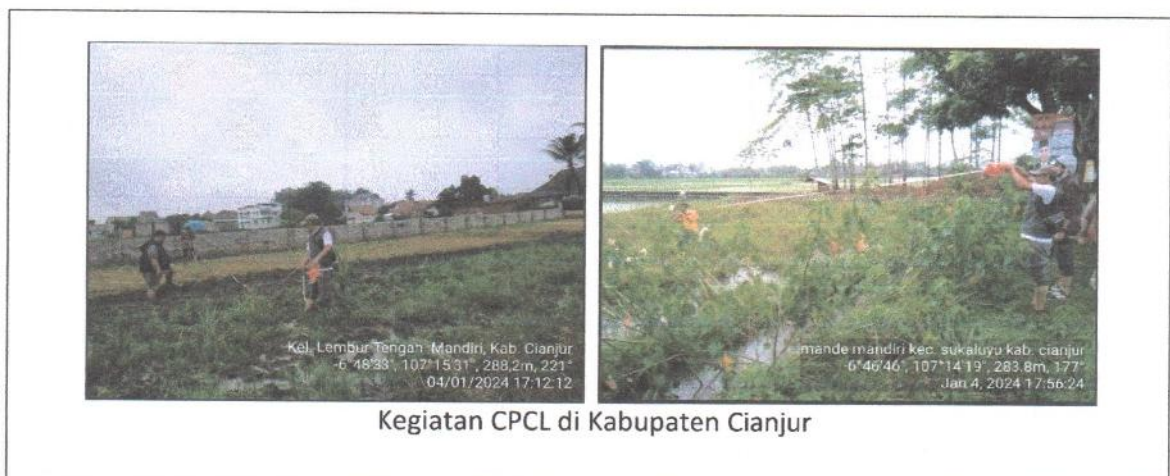 Kel. Lembur Tengah Mandiri, Kab. Cianjur
-6°48'33", 107°15'31", 288,2m, 221°
04/01/2024 17:12:12
mande mandiri kec. sukaluyu kab. cianjur
6°46'46", 107°14'19", 283.8m, 177°
Jan 4, 2024 17:56:24
Kegiatan CPCL di Kabupaten Cianjur